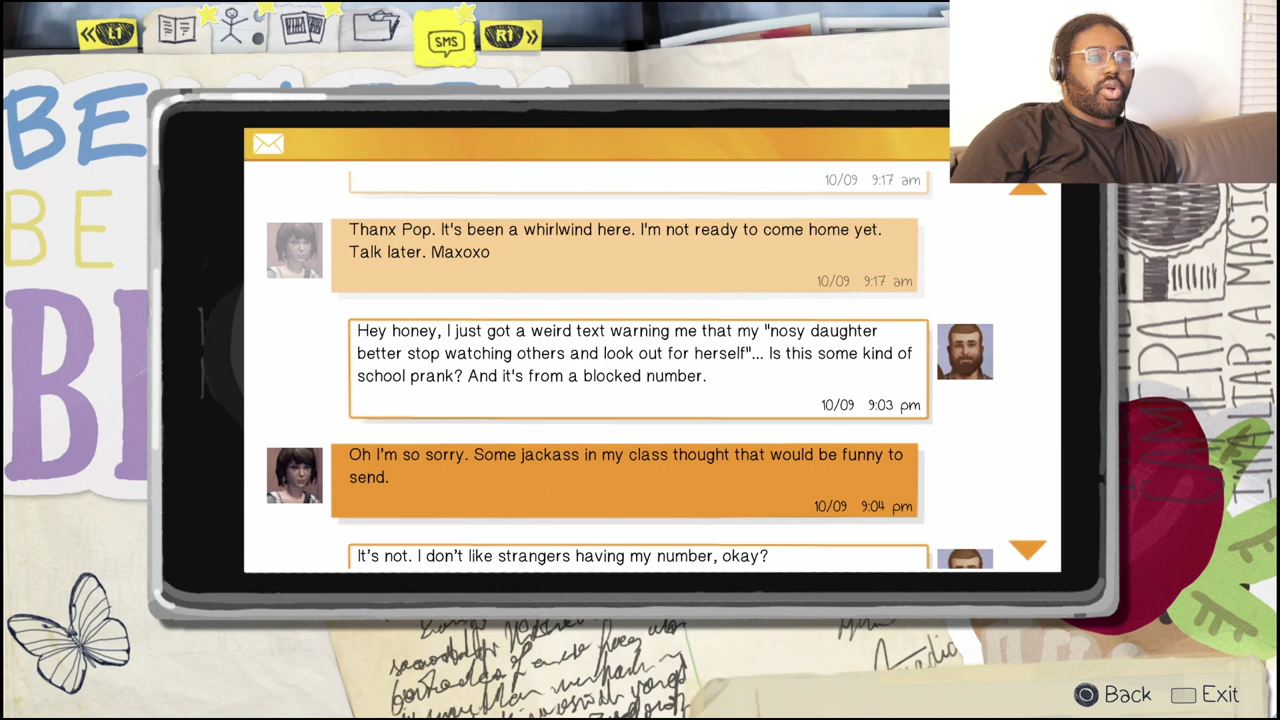 L1
SMS
R1
BE
BE
10/09 9:17 am
Thanx Pop. It's been a whirlwind here. I'm not ready to come home yet.
Talk later. Maxoxo
10/09 9:17 am
Hey honey, I just got a weird text warning me that my "nosy daughter
better stop watching others and look out for herself"... Is this some kind of
school prank? And it's from a blocked number.
10/09 9:03 pm
Oh I'm so sorry. Some jackass in my class thought that would be funny to
send.
10/09 9:04 pm
It's not. I don't like strangers having my number, okay?
CAMERA
Back Exit